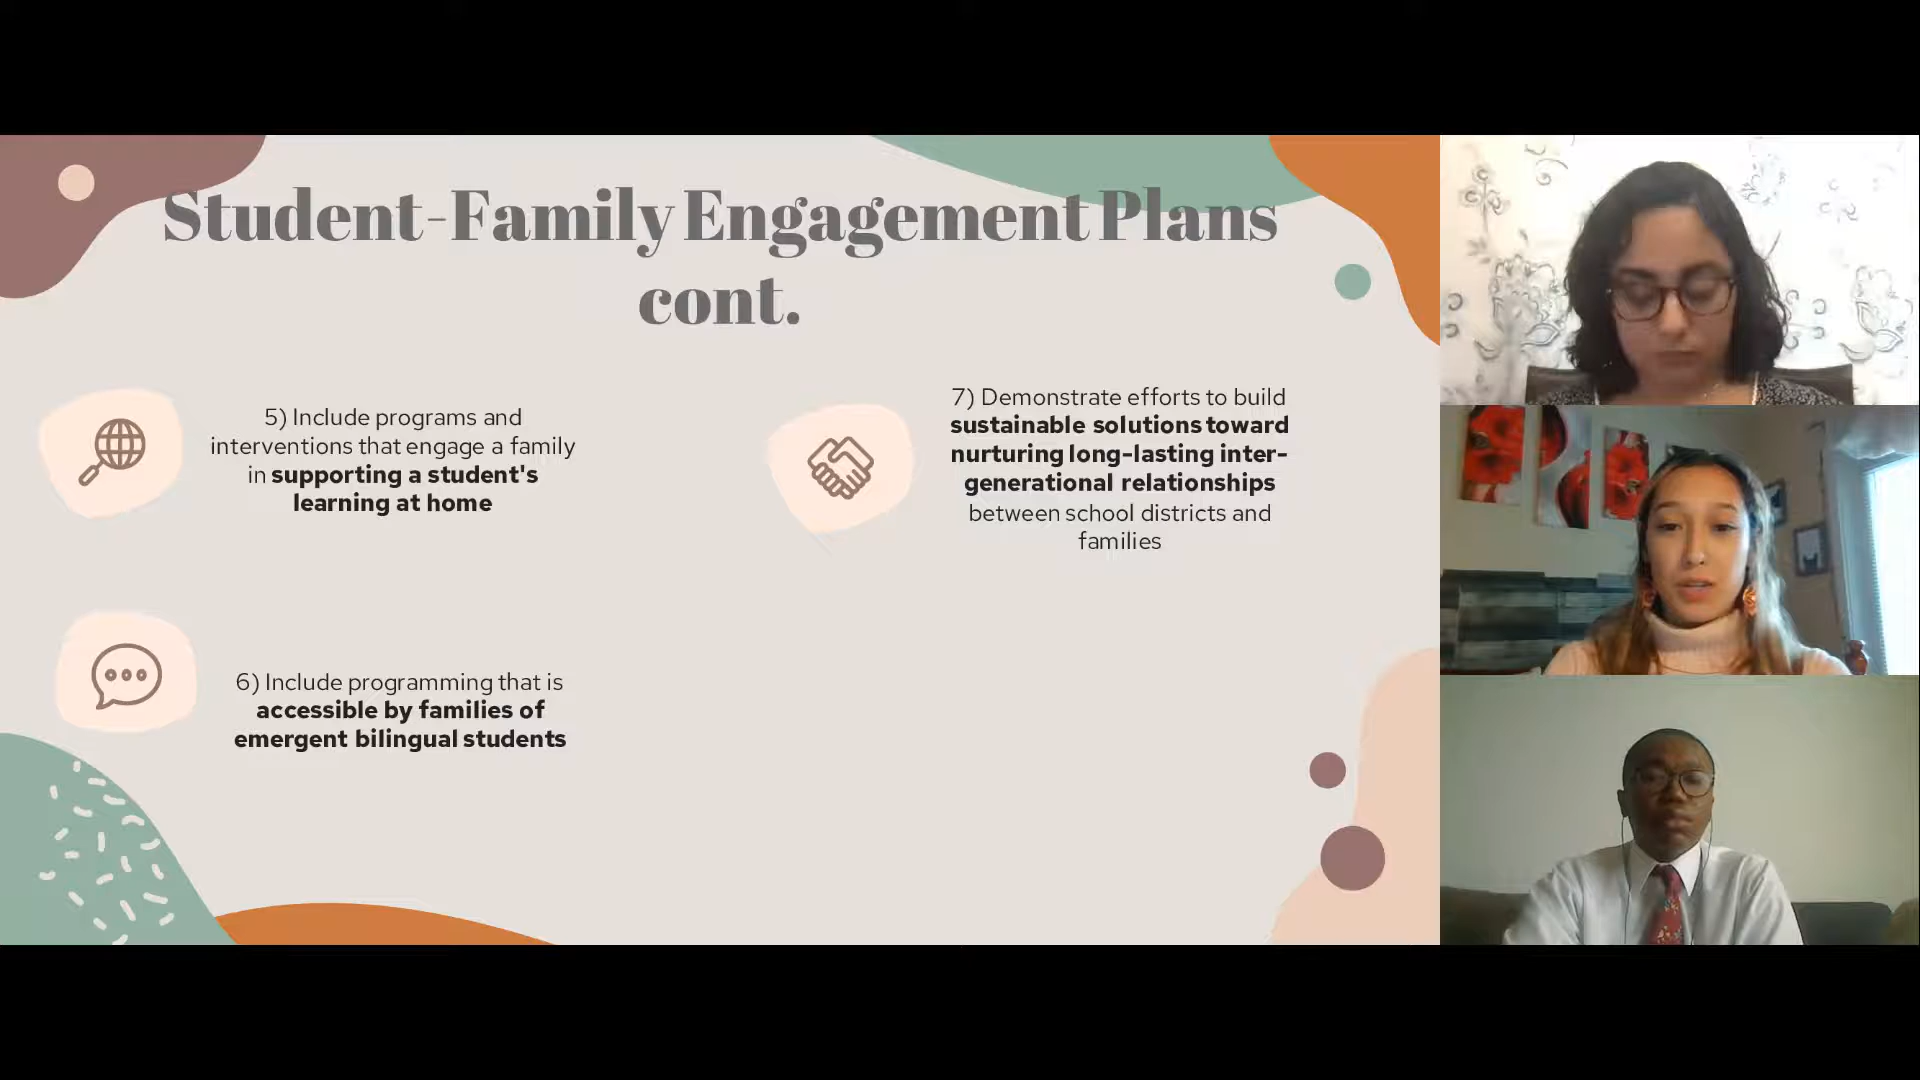 Student-Family Engagement Plans
cont.
5) Include programs and
interventions that engage a family
in supporting a student's
learning at home
6) Include programming that is
accessible by families of
emergent bilingual students
7) Demonstrate efforts to build
sustainable solutions toward
nurturing long-lasting inter-
generational relationships
between school districts and
families